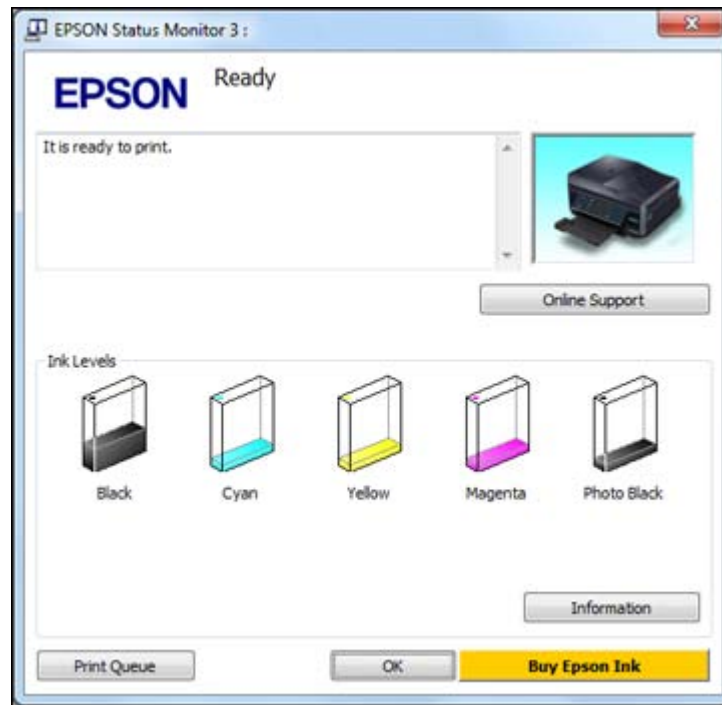 EPSON Status Monitor 3 :
EPSON
Ready
It is ready to print.
Online Support
Ink Levels
Black
Cyan
Yellow
Magenta
Photo Black
Information
Print Queue
OK
Buy Epson Ink